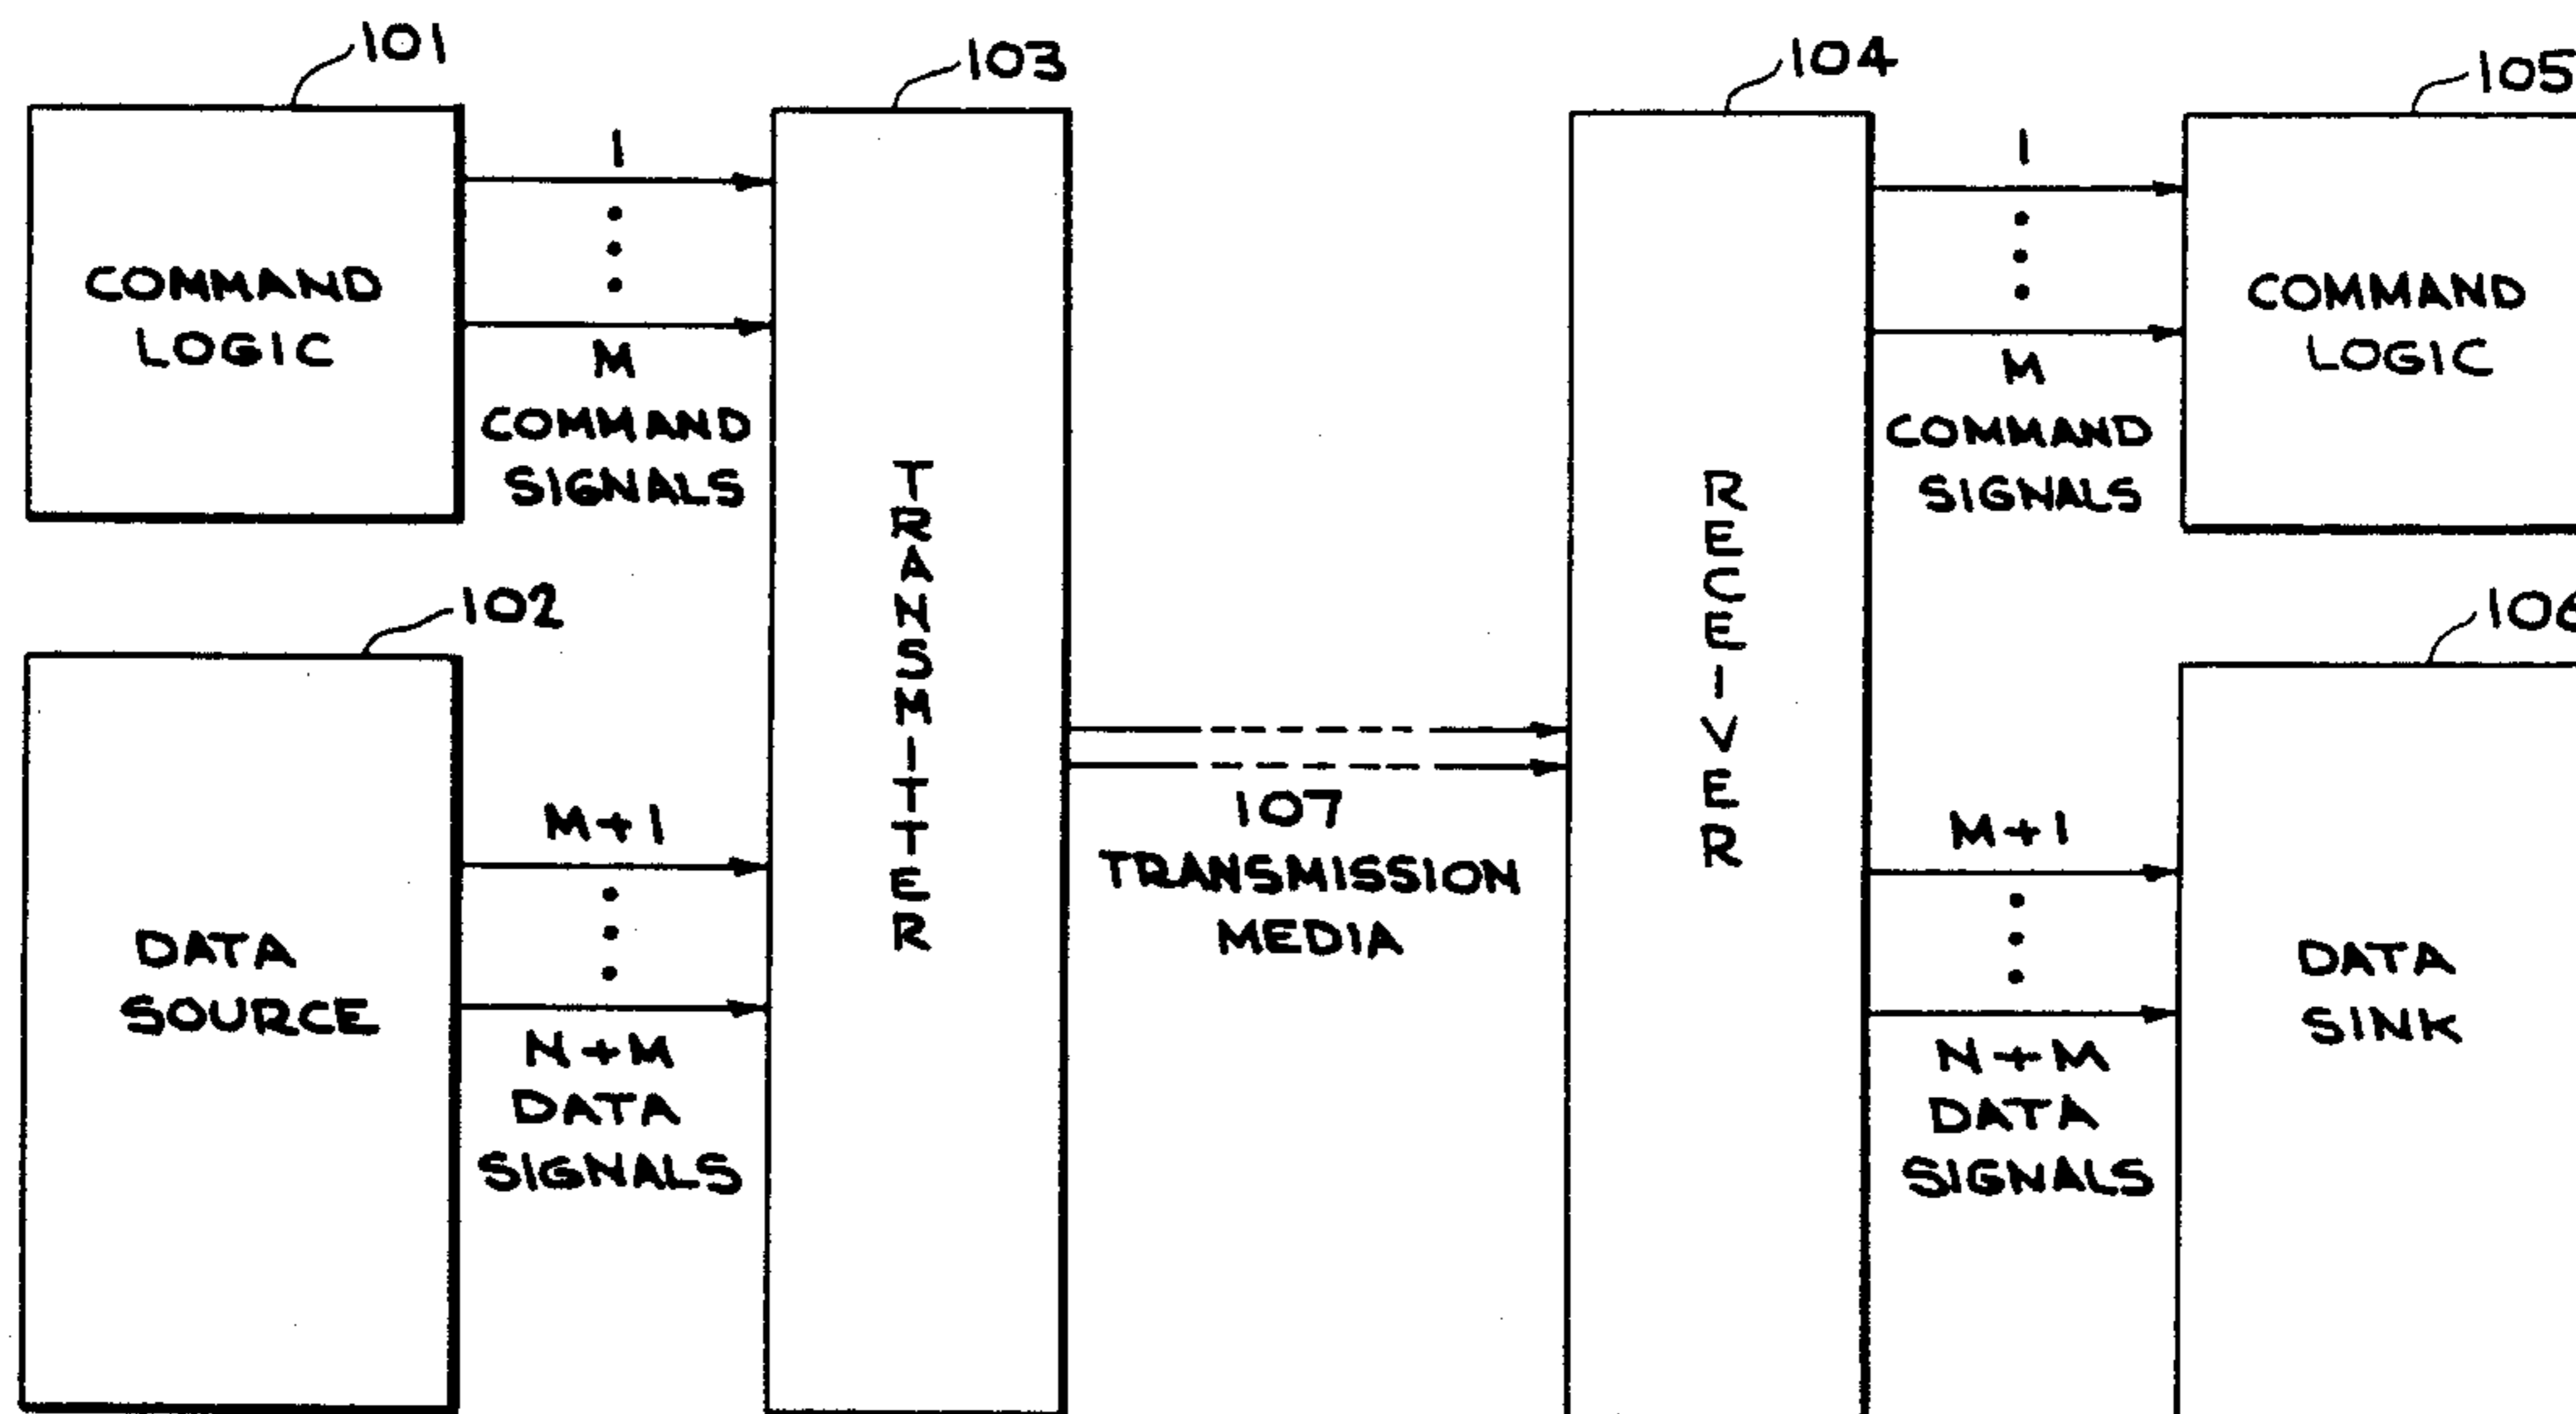 101
103
104
105
1
1
COMMAND
LOGIC
COMMAND
LOGIC
M
COMMAND
SIGNALS
M
COMMAND
SIGNALS
TRANSMITTER
RECEIVER
102
106
107
TRANSMISSION
MEDIA
M+1
M+1
DATA
SOURCE
DATA
SINK
N+M
DATA
SIGNALS
N+M
DATA
SIGNALS